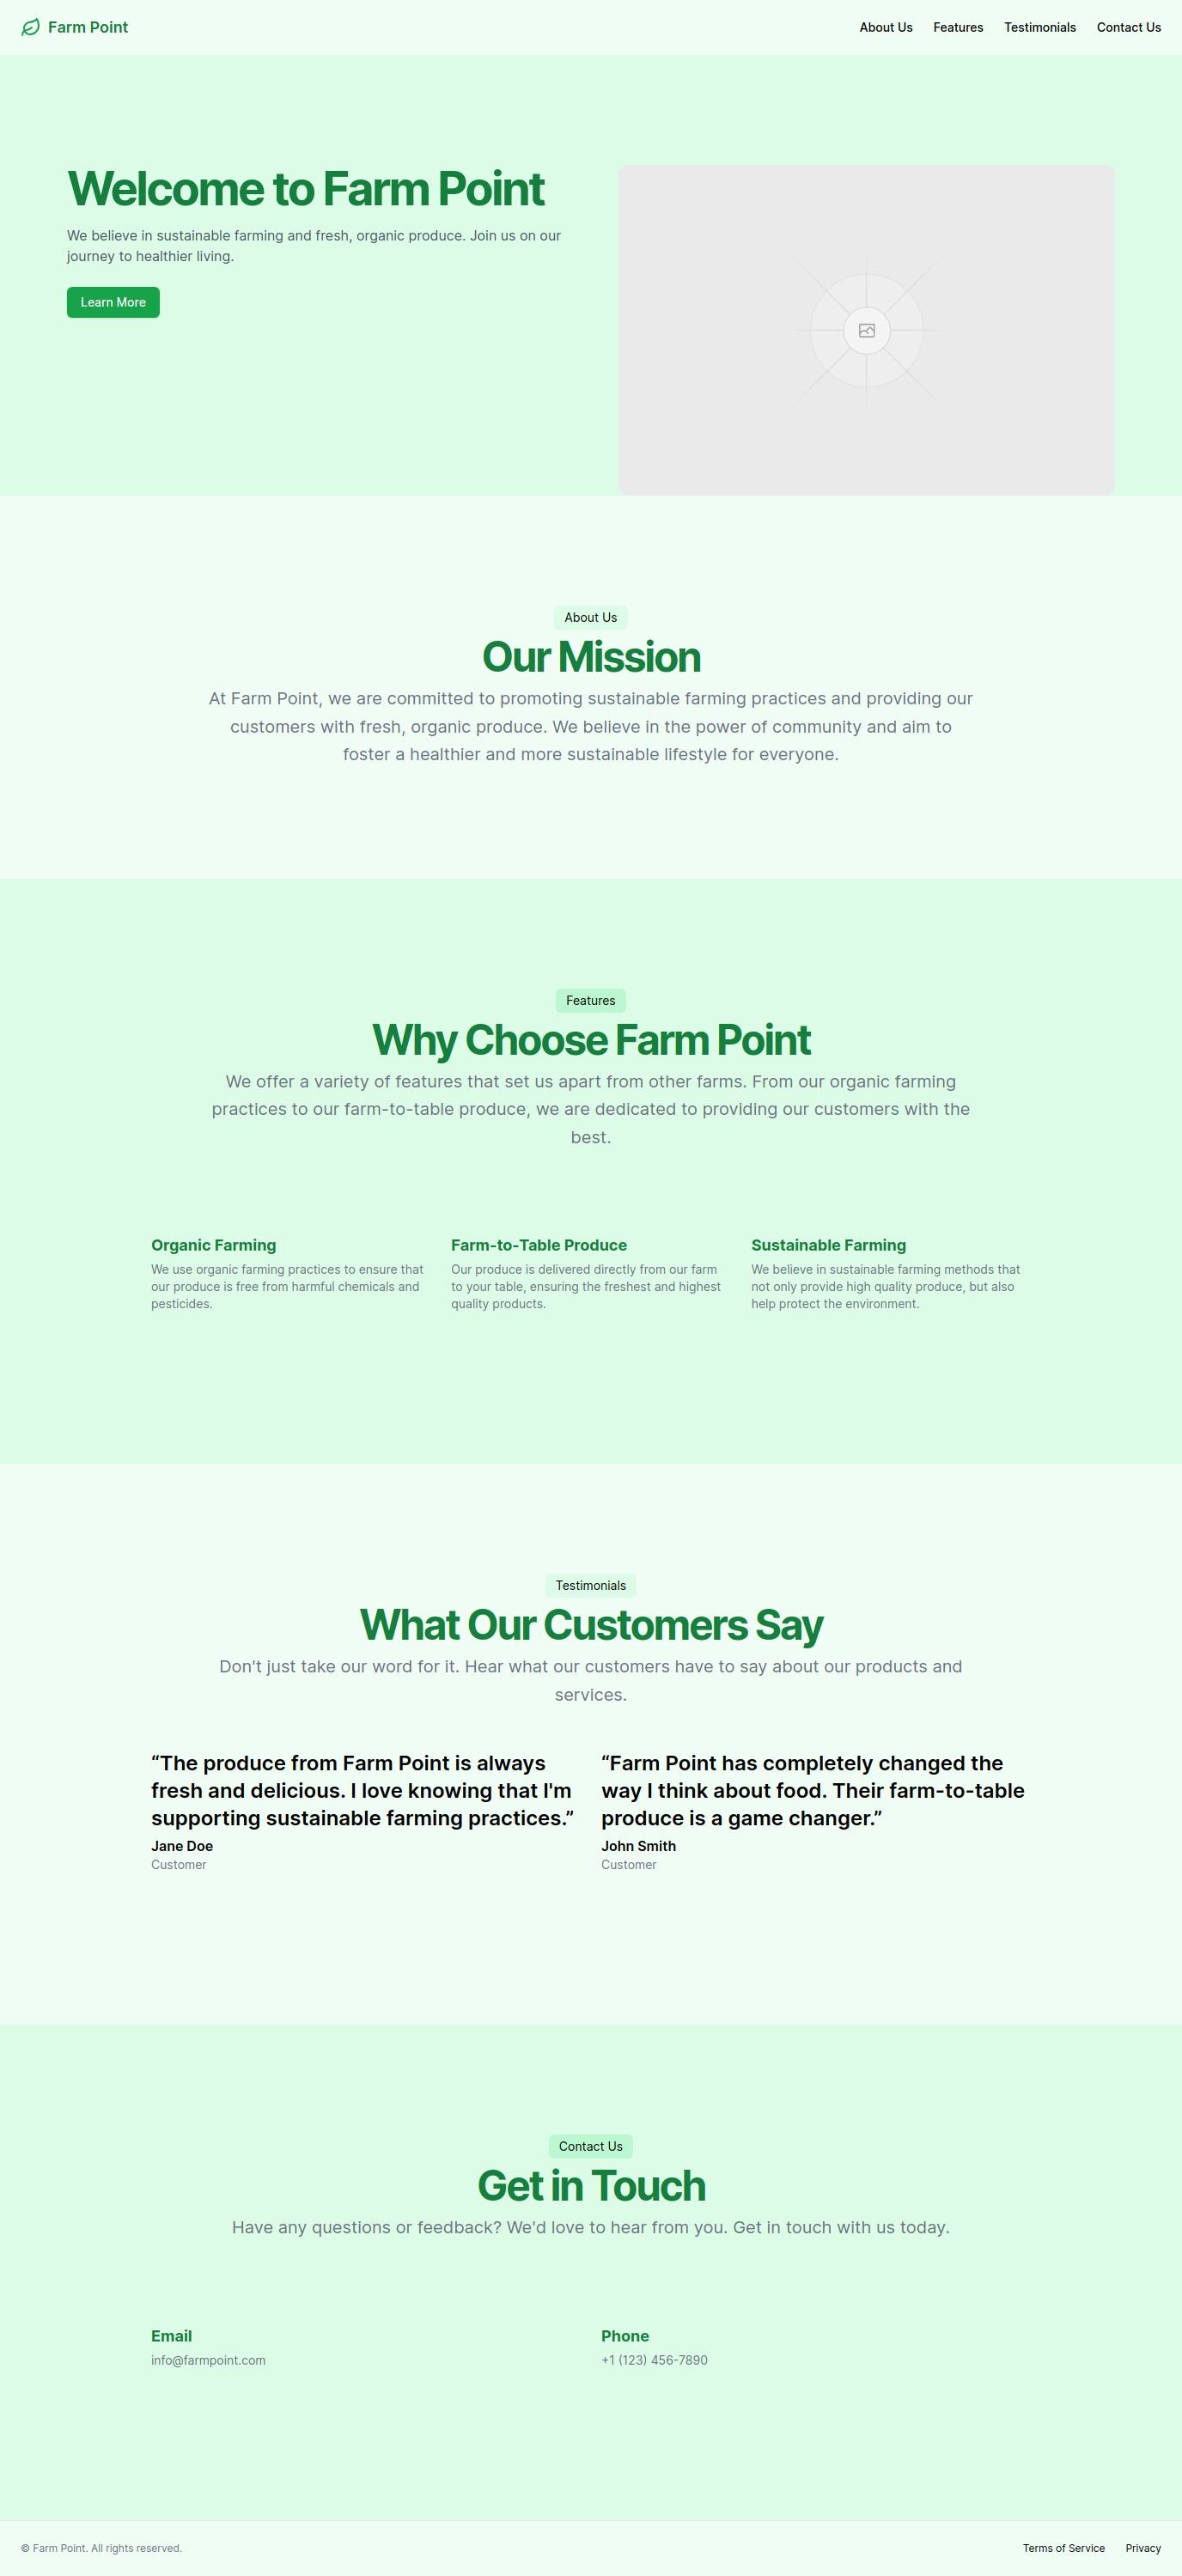 Farm Point
About Us
Features
Testimonials
Contact Us
Welcome to Farm Point
We believe in sustainable farming and fresh, organic produce. Join us on our
journey to healthier living.
Learn More
About Us
Our Mission
At Farm Point, we are committed to promoting sustainable farming practices and providing our
customers with fresh, organic produce. We believe in the power of community and aim to
foster a healthier and more sustainable lifestyle for everyone.
Features
Why Choose Farm Point
We offer a variety of features that set us apart from other farms. From our organic farming
practices to our farm-to-table produce, we are dedicated to providing our customers with the
best.
Organic Farming
We use organic farming practices to ensure that
our produce is free from harmful chemicals and
pesticides.
Farm-to-Table Produce
Our produce is delivered directly from our farm
to your table, ensuring the freshest and highest
quality products.
Sustainable Farming
We believe in sustainable farming methods that
not only provide high quality produce, but also
help protect the environment.
Testimonials
What Our Customers Say
Don't just take our word for it. Hear what our customers have to say about our products and
services.
“The produce from Farm Point is always
fresh and delicious. I love knowing that I'm
supporting sustainable farming practices.”
Jane Doe
Customer
“Farm Point has completely changed the
way I think about food. Their farm-to-table
produce is a game changer.”
John Smith
Customer
Contact Us
Get in Touch
Have any questions or feedback? We'd love to hear from you. Get in touch with us today.
Email
info@farmpoint.com
Phone
+1 (123) 456-7890
© Farm Point. All rights reserved.
Terms of Service
Privacy